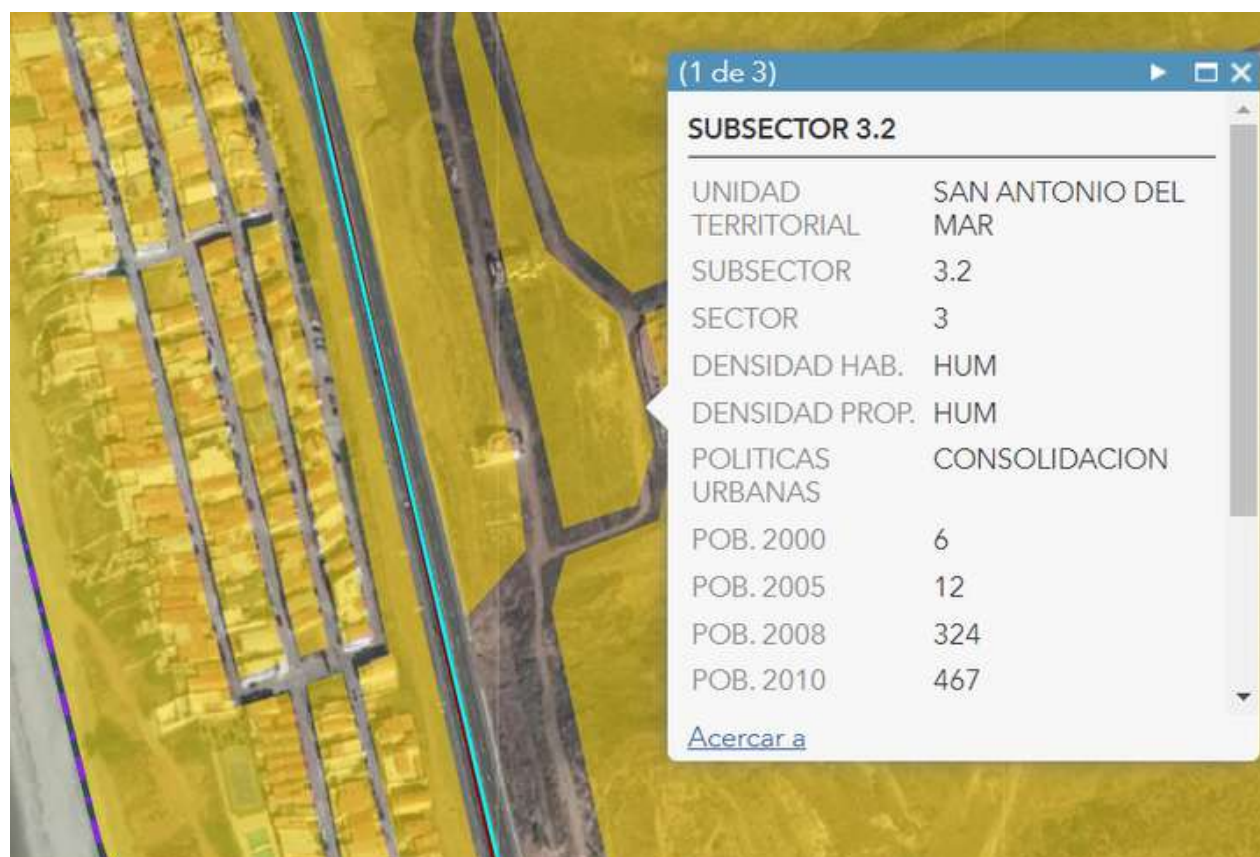 (1 de 3)
SUBSECTOR 3.2
UNIDAD TERRITORIAL SAN ANTONIO DEL MAR
SUBSECTOR 3.2
SECTOR 3
DENSIDAD HAB. HUM
DENSIDAD PROP. HUM
POLITICAS URBANAS CONSOLIDACION
POB. 2000 6
POB. 2005 12
POB. 2008 324
POB. 2010 467
Acercar a